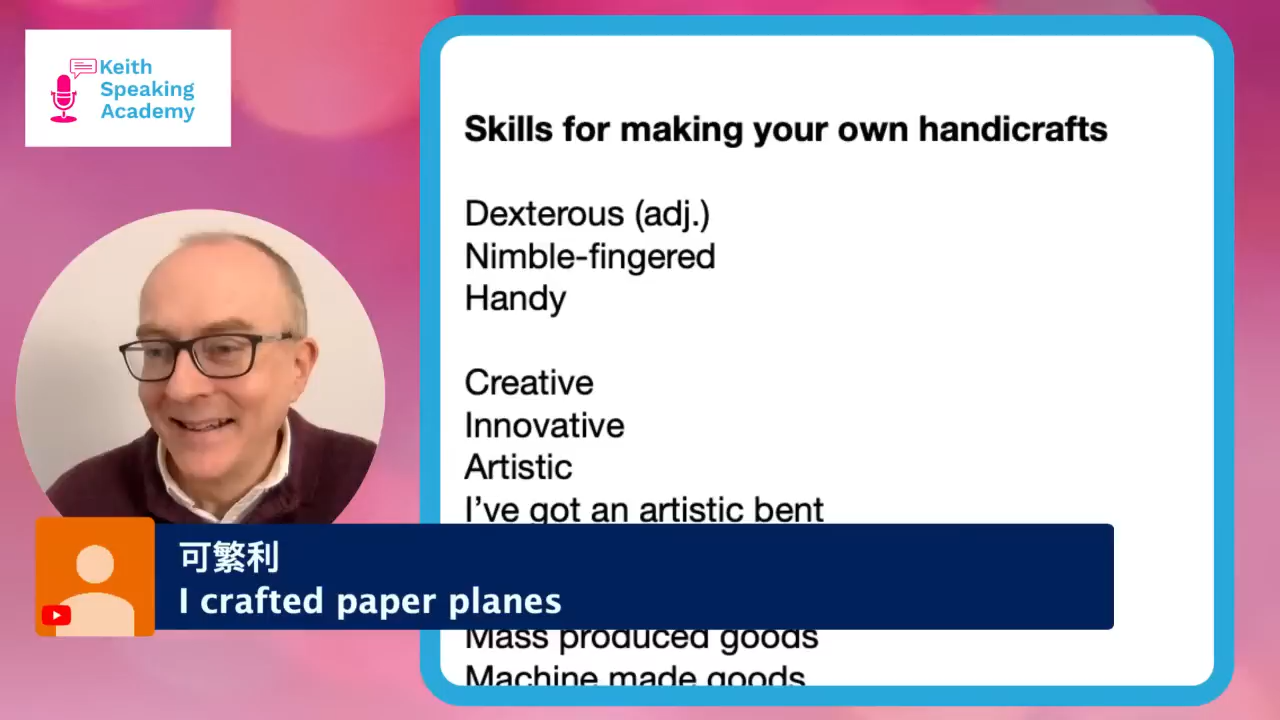 Keith
Speaking
Academy
Skills for making your own handicrafts
Dexterous (adj.)
Nimble-fingered
Handy
Creative
Innovative
Artistic
I've got an artistic bent
可繁利
I crafted paper planes
Mass produced goods
Machine made goods